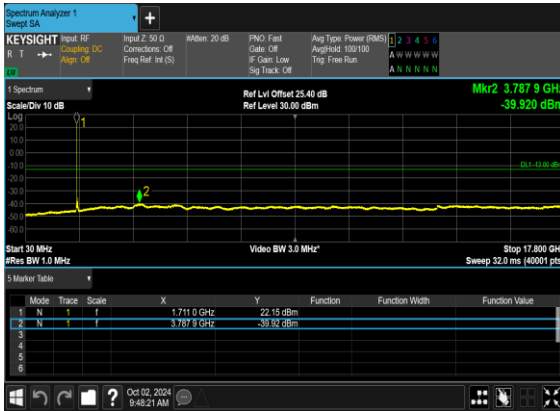 Spectrum Analyzer 1
Swept SA
+
KEYSIGHT Input: RF Input Z: 50 Ω #Atten: 20 dB PNO: Fast Avg Type: Power (RMS) 1 2 3 4 5 6
R T Coupling: DC Corrections: Off Gate: Off Avg|Hold: 100/100 A W W W W W
Align: Off Freq Ref: Int (S) IF Gain: Low Trig: Free Run
Sig Track: Off A N N N N N
1 Spectrum
Ref Lvl Offset 25.40 dB Mkr2 3.787 9 GHz
Scale/Div 10 dB Ref Level 30.00 dBm -39.920 dBm
Log
20.0
10.0
0.00
-10.0
-20.0
-30.0
-40.0
-50.0
-60.0
1
2
DL1 -13.00 dBm
Start 30 MHz Video BW 3.0 MHz* Stop 17.800 GHz
#Res BW 1.0 MHz Sweep 32.0 ms (40001 pts)
5 Marker Table
Mode Trace Scale X Y Function Function Width Function Value
1 N 1 f 1.711 0 GHz 22.15 dBm
2 N 1 f 3.787 9 GHz -39.92 dBm
3
4
5
6
?
Oct 02, 2024
9:48:21 AM